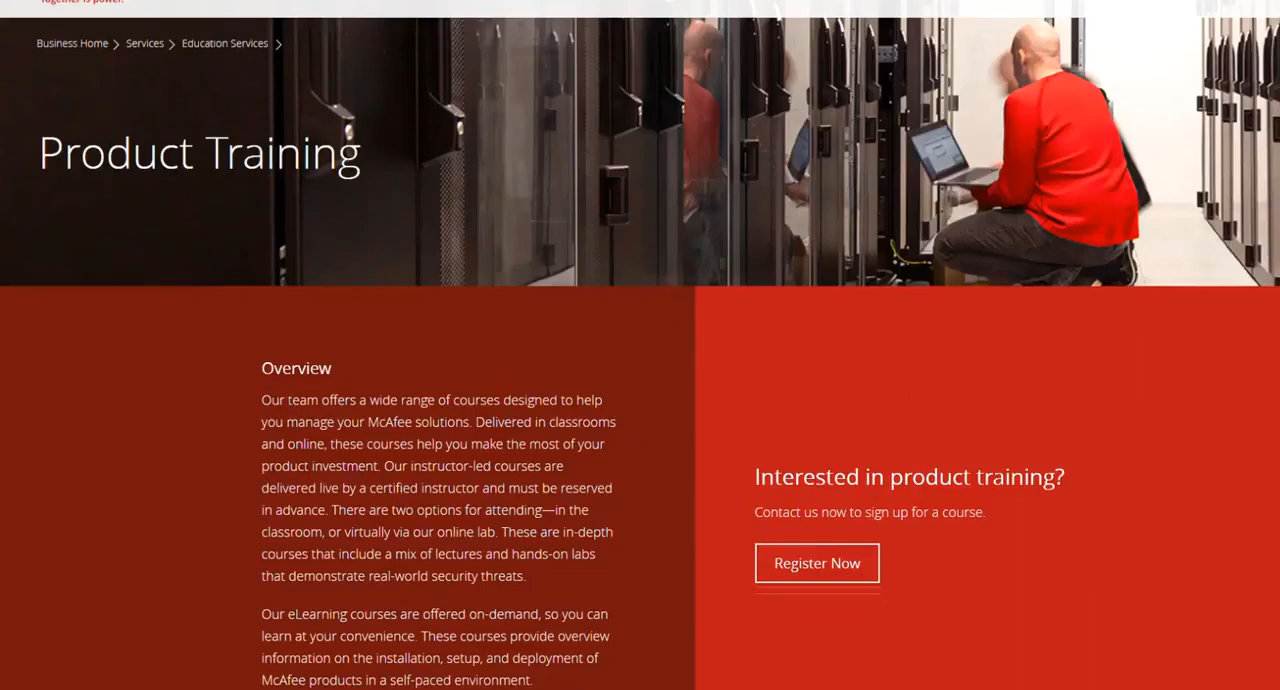 Together is power.
Business Home
Services
Education Services
Product Training
Overview
Our team offers a wide range of courses designed to help
you manage your McAfee solutions. Delivered in classrooms
and online, these courses help you make the most of your
product investment. Our instructor-led courses are
delivered live by a certified instructor and must be reserved
in advance. There are two options for attending—in the
classroom, or virtually via our online lab. These are in-depth
courses that include a mix of lectures and hands-on labs
that demonstrate real-world security threats.
Our eLearning courses are offered on-demand, so you can
learn at your convenience. These courses provide overview
information on the installation, setup, and deployment of
McAfee products in a self-paced environment.
Interested in product training?
Contact us now to sign up for a course.
Register Now